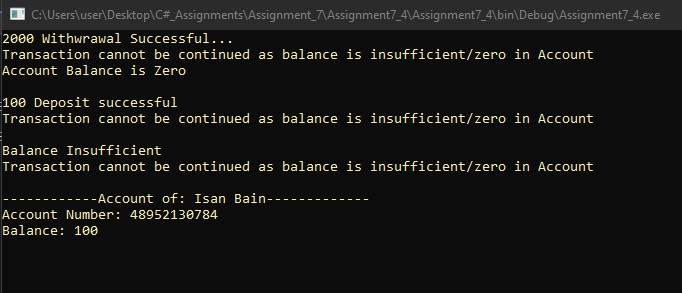 C:\Users\user\Desktop\C#_Assignments\Assignment_7\Assignment7_4\Assignment7_4\bin\Debug\Assignment7_4.exe
2000 Withwrawal Successful...
Transaction cannot be continued as balance is insufficient/zero in Account
Account Balance is Zero
100 Deposit successful
Transaction cannot be continued as balance is insufficient/zero in Account
Balance Insufficient
Transaction cannot be continued as balance is insufficient/zero in Account
------------Account of: Isan Bain-------------
Account Number: 48952130784
Balance: 100